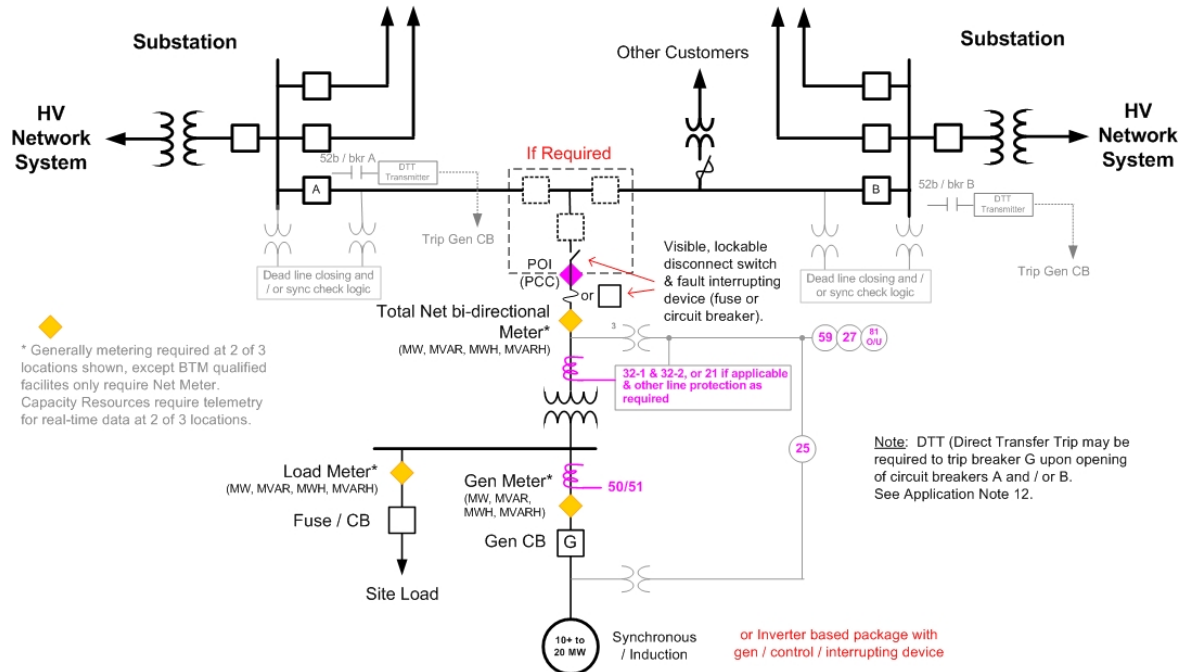 Substation
Substation
Other Customers
HV
Network
System
HV
Network
System
If Required
52b / bkr A
DTT
Transmitter
A
B
52b / bkr B
DTT
Transmitter
Trip Gen CB
Trip Gen CB
Dead line closing and /
/ or sync check logic
Dead line closing and /
/ or sync check logic
POI
(PCC)
or
Visible, lockable
disconnect switch
& fault interrupting
device (fuse or
circuit breaker).
Total Net bi-directional
Meter*
(MW, MVAR, MWH, MVARH)
3
59
27
81
O/U
* Generally metering required at 2 of 3
locations shown, except BTM qualified
facilites only require Net Meter.
Capacity Resources require telemetry
for real-time data at 2 of 3 locations.
32-1 & 32-2, or 21 if applicable
& other line protection as
required
25
Note: DTT (Direct Transfer Trip may be
required to trip breaker G upon opening
of circuit breakers A and / or B.
See Application Note 12.
Load Meter*
(MW, MVAR, MWH, MVARH)
Fuse / CB
Site Load
Gen Meter*
(MW, MVAR,
MWH, MVARH)
50/51
Gen CB
G
10+ to
20 MW
Synchronous
/ Induction
or Inverter based package with
gen / control / interrupting device